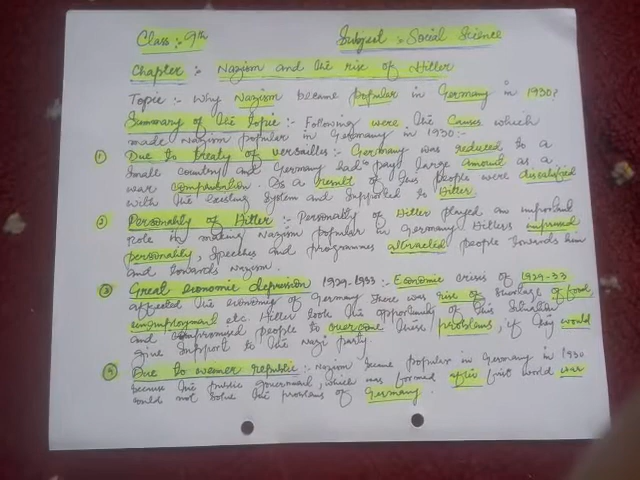 Class :- 9th Subject :- Social Science
Chapter :- Nazism and the rise of Hitler
Topic :- Why Nazism became popular in Germany in 1930?
Summary of the topic :- Following were the Causes which
made Nazism popular in Germany in 1930 :-
① Due to treaty of versailles :- Germany was reduced to a
small country and Germany had to pay large amount as a
war . As a result of this people were
with the existing system and supported to Hitler.
② Personality of Hitler :- Personality of Hitler played an important
role in making Nazism popular in Germany. Hitler's
personality, Speeches and programmes attracted people towards him
and towards Nazism.
③ Great economic depression 1929-1933 :- Economic crisis of 1929-33
affected the economy of Germany. There was rise of shortage of food,
unemployment etc. Hitler took the opportunity of this situation
and people to overcome these problems, if they would
give support to the Nazi party.
④ Due to weimer republic :- Nazism became popular in Germany in 1930
because the public government, which was formed after first world war
could not solve the problems of Germany.